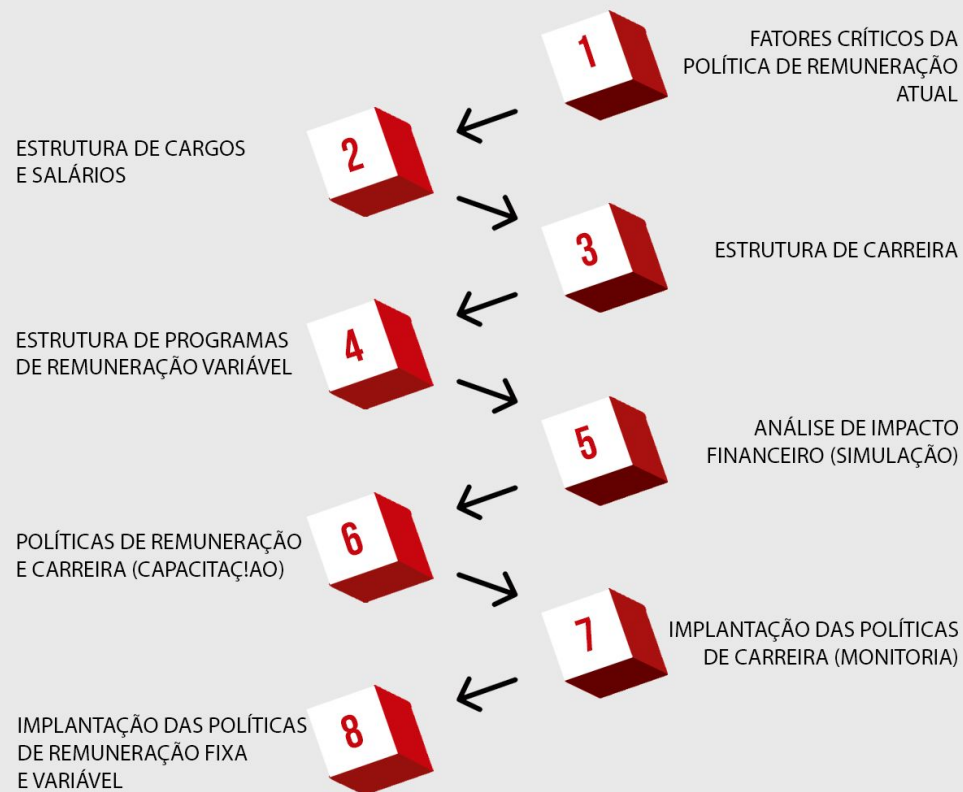 1
FATORES CRÍTICOS DA
POLÍTICA DE REMUNERAÇÃO
ATUAL
2
ESTRUTURA DE CARGOS
E SALÁRIOS
3
ESTRUTURA DE CARREIRA
4
ESTRUTURA DE PROGRAMAS
DE REMUNERAÇÃO VARIÁVEL
5
ANÁLISE DE IMPACTO
FINANCEIRO (SIMULAÇÃO)
6
POLÍTICAS DE REMUNERAÇÃO
E CARREIRA (CAPACITAÇ!AO)
7
IMPLANTAÇÃO DAS POLÍTICAS
DE CARREIRA (MONITORIA)
8
IMPLANTAÇÃO DAS POLÍTICAS
DE REMUNERAÇÃO FIXA
E VARIÁVEL